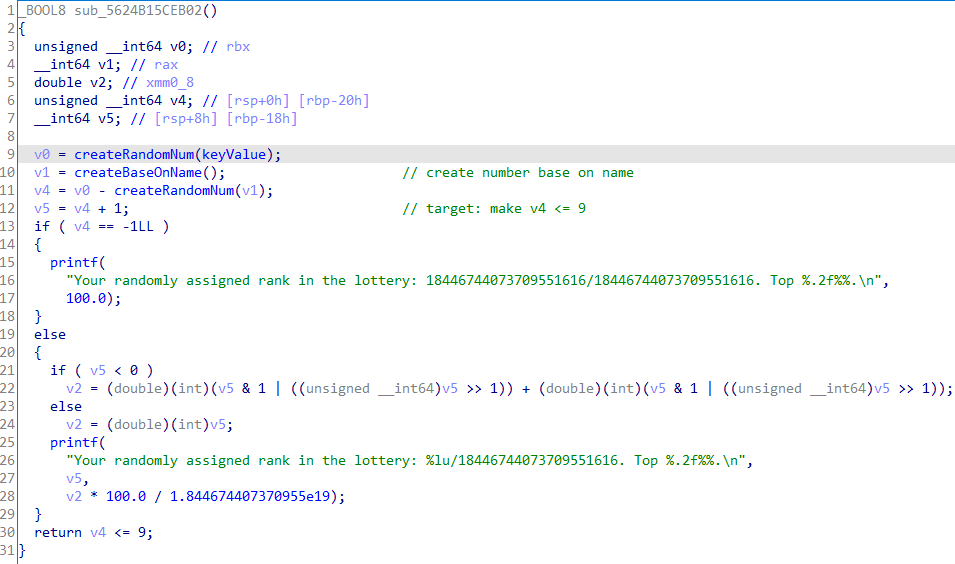 1 _BOOL8 sub_5624B15CEB02()
2 {
3 unsigned __int64 v0; // rbx
4 __int64 v1; // rax
5 double v2; // xmm0_8
6 unsigned __int64 v4; // [rsp+0h] [rbp-20h]
7 __int64 v5; // [rsp+8h] [rbp-18h]
8
9 v0 = createRandomNum(keyValue);
10 v1 = createBaseOnName(); // create number base on name
11 v4 = v0 - createRandomNum(v1);
12 v5 = v4 + 1; // target: make v4 <= 9
13 if ( v4 == -1LL )
14 {
15 printf(
16 "Your randomly assigned rank in the lottery: 18446744073709551616/18446744073709551616. Top %.2f%%.\n",
17 100.0);
18 }
19 else
20 {
21 if ( v5 < 0 )
22 v2 = (double)(int)(v5 & 1 | ((unsigned __int64)v5 >> 1)) + (double)(int)(v5 & 1 | ((unsigned __int64)v5 >> 1));
23 else
24 v2 = (double)(int)v5;
25 printf(
26 "Your randomly assigned rank in the lottery: %lu/18446744073709551616. Top %.2f%%.\n",
27 v5,
28 v2 * 100.0 / 1.844674407370955e19);
29 }
30 return v4 <= 9;
31 }